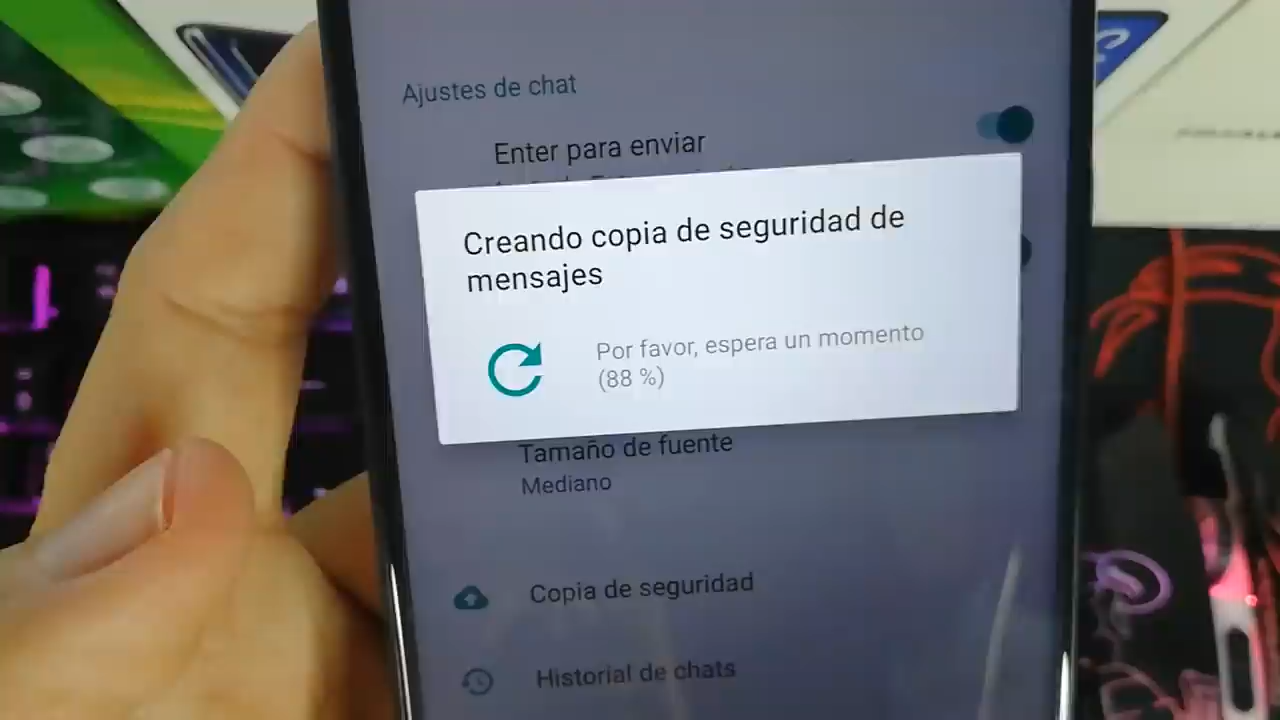 Ajustes de chat
Enter para enviar
Creando copia de seguridad de
mensajes
Por favor, espera un momento
(88 %)
Tamaño de fuente
Mediano
Copia de seguridad
Historial de chats